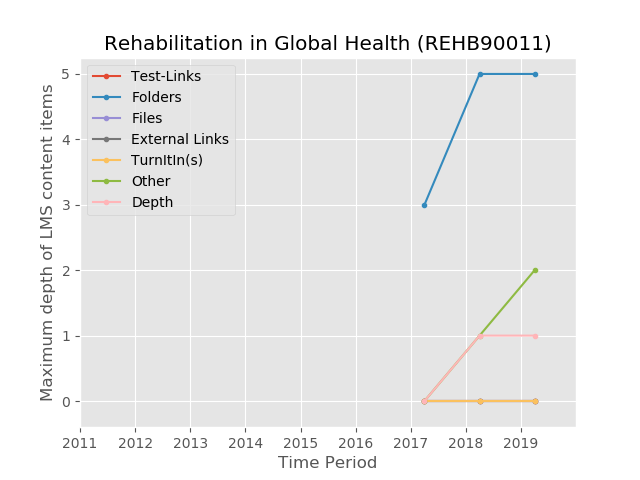 Rehabilitation in Global Health (REHB90011)
Test-Links
Folders
Files
External Links
TurnItIn(s)
Other
Depth
Maximum depth of LMS content items
5
4
3
2
1
0
2011 2012 2013 2014 2015 2016 2017 2018 2019
Time Period